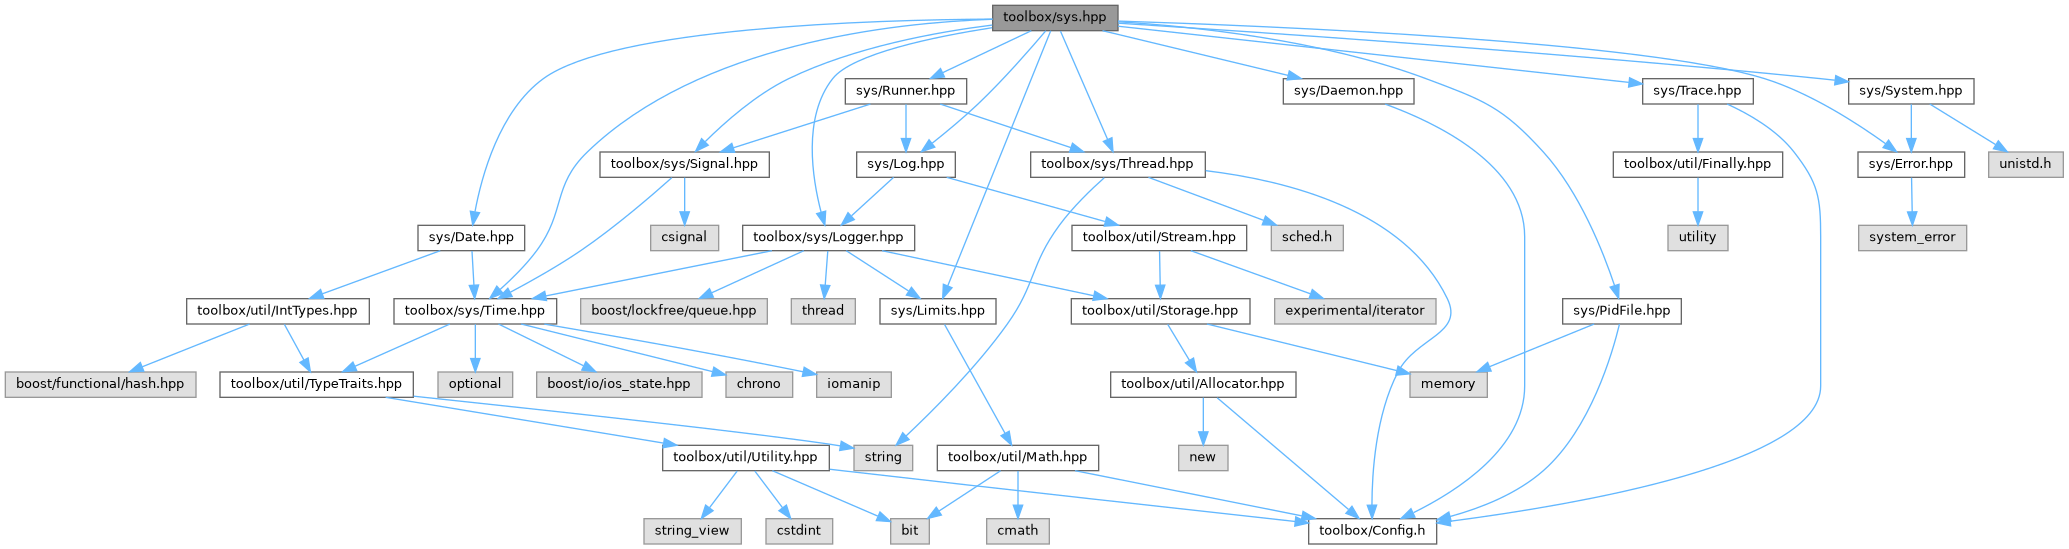 toolbox/sys.hpp
sys/Runner.hpp
sys/Daemon.hpp
sys/Trace.hpp
sys/System.hpp
toolbox/sys/Signal.hpp
sys/Log.hpp
toolbox/sys/Thread.hpp
toolbox/util/Finally.hpp
sys/Error.hpp
unistd.h
sys/Date.hpp
csignal
toolbox/sys/Logger.hpp
toolbox/util/Stream.hpp
sched.h
utility
system_error
toolbox/util/IntTypes.hpp
toolbox/sys/Time.hpp
boost/lockfree/queue.hpp
thread
sys/Limits.hpp
toolbox/util/Storage.hpp
experimental/iterator
sys/PidFile.hpp
boost/functional/hash.hpp
toolbox/util/TypeTraits.hpp
optional
boost/io/ios_state.hpp
chrono
iomanip
toolbox/util/Allocator.hpp
memory
toolbox/util/Utility.hpp
string
toolbox/util/Math.hpp
new
string_view
cstdint
bit
cmath
toolbox/Config.h